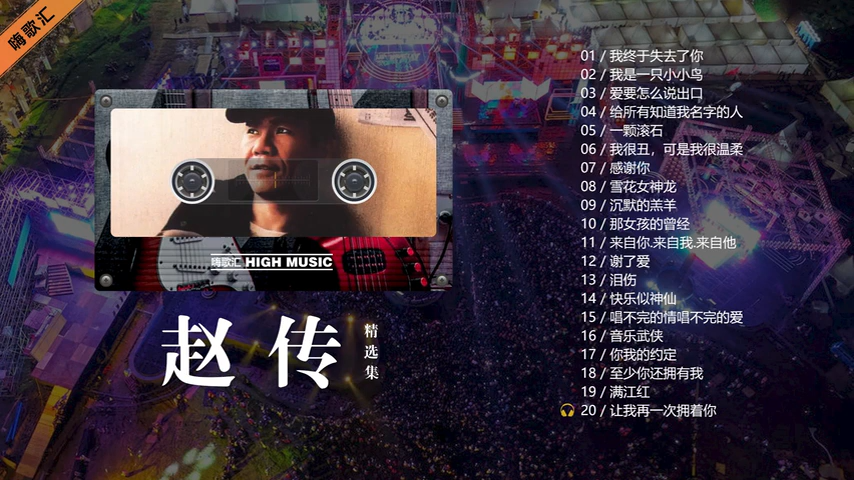 嗨歌汇
嗨歌汇 HIGH MUSIC
赵传
精选集
01 / 我终于失去了你
02 / 我是一只小小鸟
03 / 爱要怎么说出口
04 / 给所有知道我名字的人
05 / 一颗滚石
06 / 我很丑，可是我很温柔
07 / 感谢你
08 / 雪花女神龙
09 / 沉默的羔羊
10 / 那女孩的曾经
11 / 来自你.来自我.来自他
12 / 谢了爱
13 / 泪伤
14 / 快乐似神仙
15 / 唱不完的情唱不完的爱
16 / 音乐武侠
17 / 你我的约定
18 / 至少你还拥有我
19 / 满江红
20 / 让我再一次拥着你